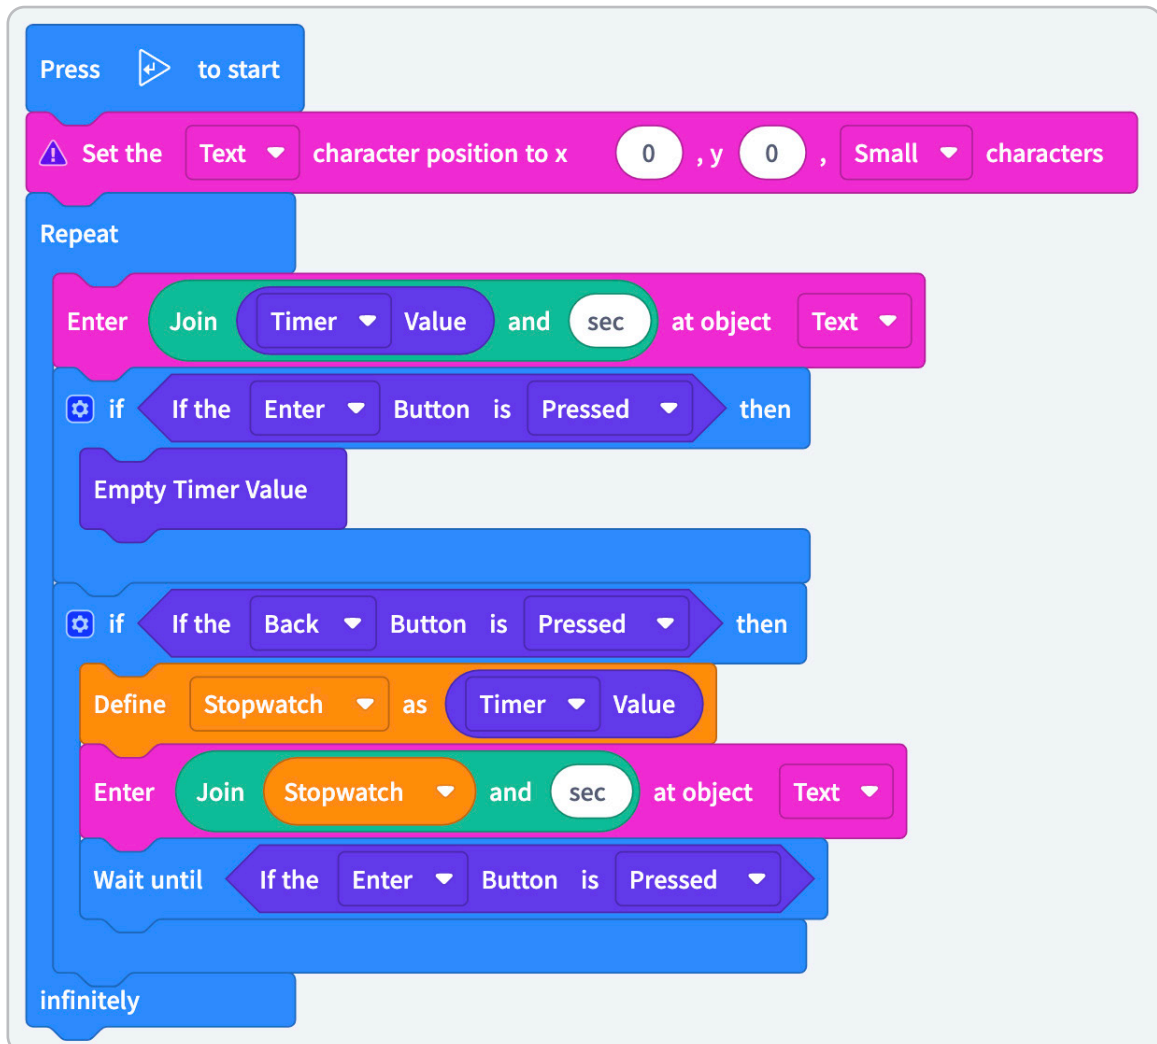 Press to start
Set the Text character position to x 0 , y 0 , Small characters
Repeat
Enter Join Timer Value and sec at object Text
if If the Enter Button is Pressed then
Empty Timer Value
if If the Back Button is Pressed then
Define Stopwatch as Timer Value
Enter Join Stopwatch and sec at object Text
Wait until If the Enter Button is Pressed
infinitely